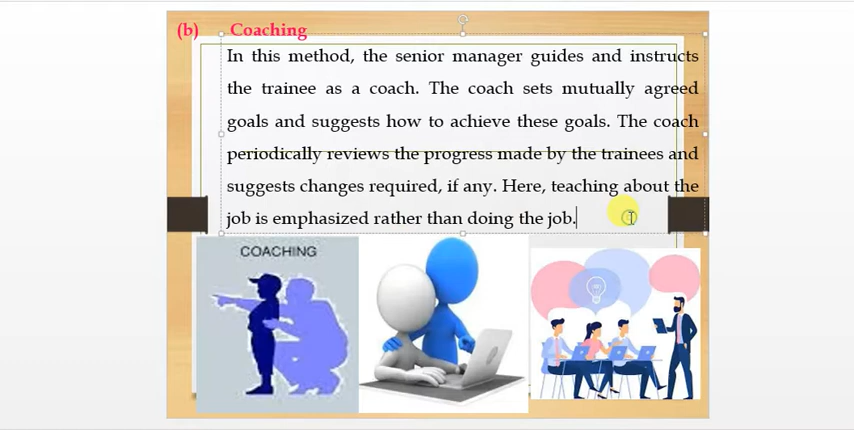 (b) Coaching
In this method, the senior manager guides and instructs
the trainee as a coach. The coach sets mutually agreed
goals and suggests how to achieve these goals. The coach
periodically reviews the progress made by the trainees and
suggests changes required, if any. Here, teaching about the
job is emphasized rather than doing the job.
COACHING